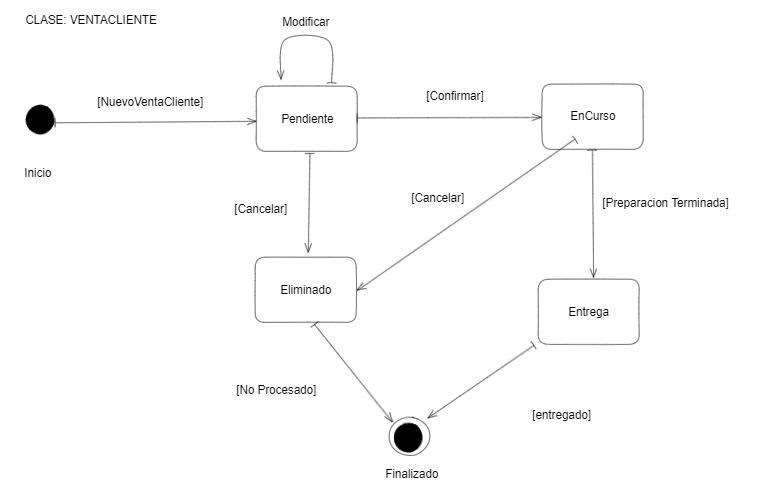 CLASE: VENTACLIENTE
Modificar
[NuevoVentaCliente]
[Confirmar]
Pendiente
EnCurso
Inicio
[Cancelar]
[Cancelar]
[Preparacion Terminada]
Eliminado
Entrega
[No Procesado]
[entregado]
Finalizado